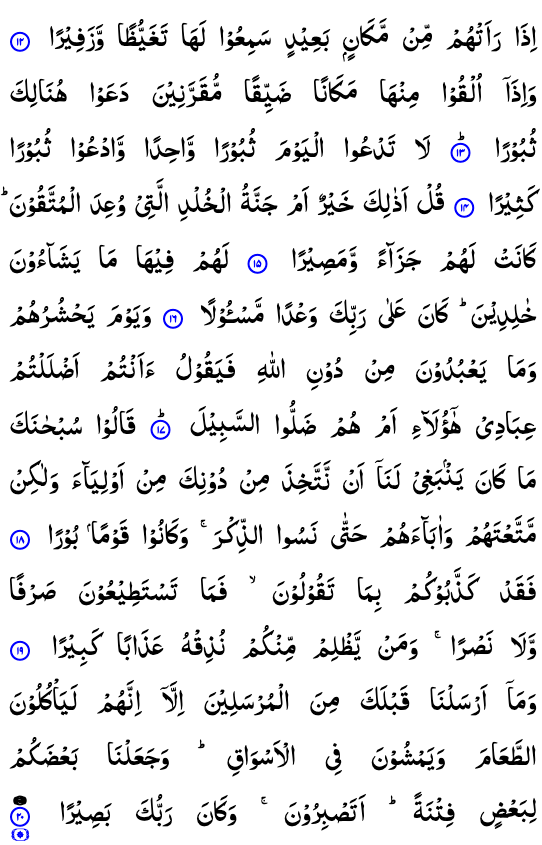 اِذَا رَاَتْهُمْ مِّنْ مَّكَانٍۭ بَعِيْدٍ سَمِعُوْا لَهَا تَغَيُّظًا وَّزَفِيْرًا ۝۱۲
وَاِذَاۤ اُلْقُوْا مِنْهَا مَكَانًا ضَيِّقًا مُّقَرَّنِيْنَ دَعَوْا هُنَالِكَ
ثُبُوْرًا ؕ۝۱۳ لَا تَدْعُوا الْيَوْمَ ثُبُوْرًا وَّاحِدًا وَّادْعُوْا ثُبُوْرًا
كَثِيْرًا ۝۱۴ قُلْ اَذٰلِكَ خَيْرٌ اَمْ جَنَّةُ الْخُلْدِ الَّتِيْ وُعِدَ الْمُتَّقُوْنَ ؕ
كَانَتْ لَهُمْ جَزَآءً وَّمَصِيْرًا ۝۱۵ لَهُمْ فِيْهَا مَا يَشَآءُوْنَ
خٰلِدِيْنَ ؕ كَانَ عَلٰى رَبِّكَ وَعْدًا مَّسْـُٔوْلًا ۝۱۶ وَيَوْمَ يَحْشُرُهُمْ
وَمَا يَعْبُدُوْنَ مِنْ دُوْنِ اللّٰهِ فَيَقُوْلُ ءَاَنْتُمْ اَضْلَلْتُمْ
عِبَادِيْ هٰۤؤُلَآءِ اَمْ هُمْ ضَلُّوا السَّبِيْلَ ؕ۝۱۷ قَالُوْا سُبْحٰنَكَ
مَا كَانَ يَنْۢبَغِيْ لَنَاۤ اَنْ نَّتَّخِذَ مِنْ دُوْنِكَ مِنْ اَوْلِيَآءَ وَلٰكِنْ
مَّتَّعْتَهُمْ وَاٰبَآءَهُمْ حَتّٰى نَسُوا الذِّكْرَ ۚ وَكَانُوْا قَوْمًاۢ بُوْرًا ۝۱۸
فَقَدْ كَذَّبُوْكُمْ بِمَا تَقُوْلُوْنَ ۙ فَمَا تَسْتَطِيْعُوْنَ صَرْفًا
وَّلَا نَصْرًا ۚ وَمَنْ يَّظْلِمْ مِّنْكُمْ نُذِقْهُ عَذَابًا كَبِيْرًا ۝۱۹
وَمَاۤ اَرْسَلْنَا قَبْلَكَ مِنَ الْمُرْسَلِيْنَ اِلَّاۤ اِنَّهُمْ لَيَاْكُلُوْنَ
الطَّعَامَ وَيَمْشُوْنَ فِي الْاَسْوَاقِ ؕ وَجَعَلْنَا بَعْضَكُمْ
لِبَعْضٍ فِتْنَةً ؕ اَتَصْبِرُوْنَ ۚ وَكَانَ رَبُّكَ بَصِيْرًا ۝۲۰